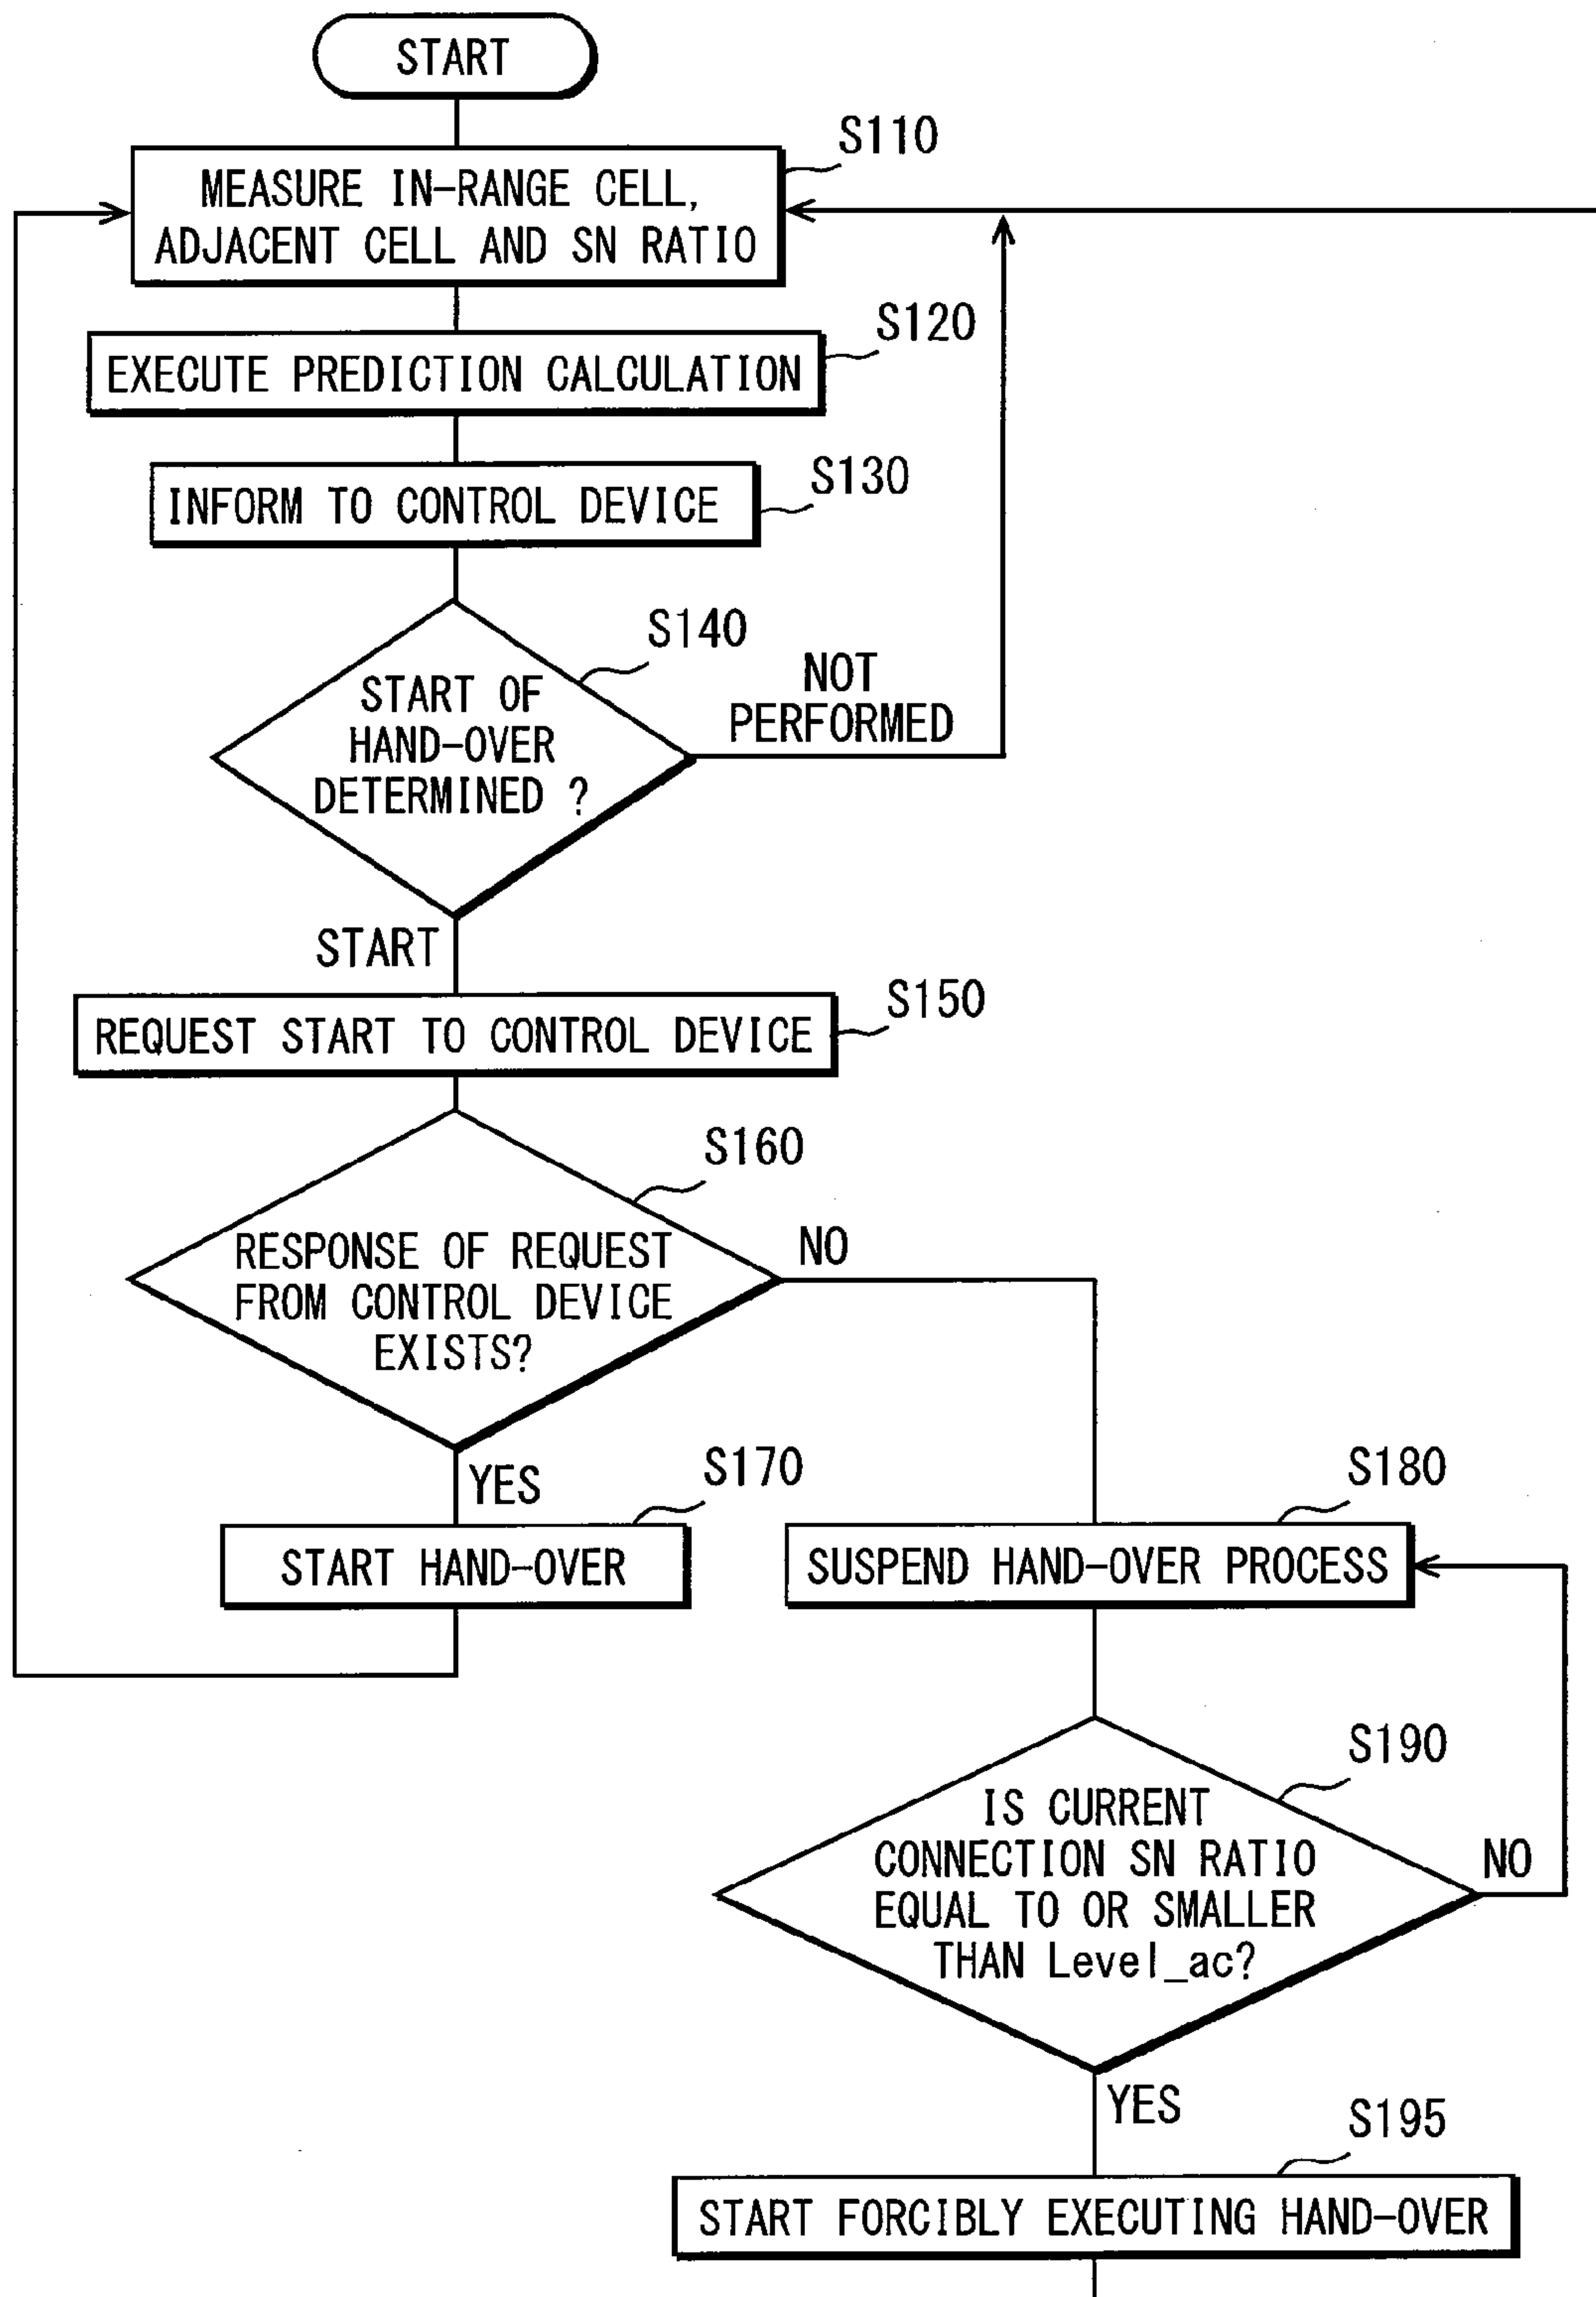 START
S110
MEASURE IN-RANGE CELL,
ADJACENT CELL AND SN RATIO
S120
EXECUTE PREDICTION CALCULATION
S130
INFORM TO CONTROL DEVICE
S140
START OF
HAND-OVER
DETERMINED ?
NOT
PERFORMED
START
S150
REQUEST START TO CONTROL DEVICE
S160
RESPONSE OF REQUEST
FROM CONTROL DEVICE
EXISTS?
NO
YES
S170
START HAND-OVER
S180
SUSPEND HAND-OVER PROCESS
S190
IS CURRENT
CONNECTION SN RATIO
EQUAL TO OR SMALLER
THAN Level_ac?
NO
YES
S195
START FORCIBLY EXECUTING HAND-OVER